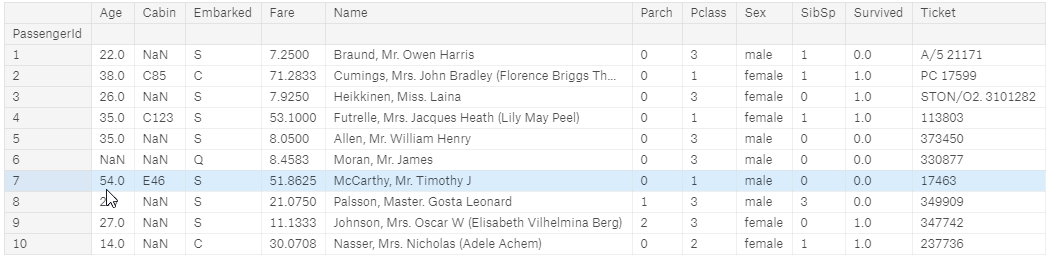 Age Cabin Embarked Fare Name Parch Pclass Sex SibSp Survived Ticket
PassengerId
1 22.0 NaN S 7.2500 Braund, Mr. Owen Harris 0 3 male 1 0.0 A/5 21171
2 38.0 C85 C 71.2833 Cumings, Mrs. John Bradley (Florence Briggs Th... 0 1 female 1 1.0 PC 17599
3 26.0 NaN S 7.9250 Heikkinen, Miss. Laina 0 3 female 0 1.0 STON/O2. 3101282
4 35.0 C123 S 53.1000 Futrelle, Mrs. Jacques Heath (Lily May Peel) 0 1 female 1 1.0 113803
5 35.0 NaN S 8.0500 Allen, Mr. William Henry 0 3 male 0 0.0 373450
6 NaN NaN Q 8.4583 Moran, Mr. James 0 3 male 0 0.0 330877
7 54.0 E46 S 51.8625 McCarthy, Mr. Timothy J 0 1 male 0 0.0 17463
8 NaN S 21.0750 Palsson, Master. Gosta Leonard 1 3 male 3 0.0 349909
9 27.0 NaN S 11.1333 Johnson, Mrs. Oscar W (Elisabeth Vilhelmina Berg) 2 3 female 0 1.0 347742
10 14.0 NaN C 30.0708 Nasser, Mrs. Nicholas (Adele Achem) 0 2 female 1 1.0 237736